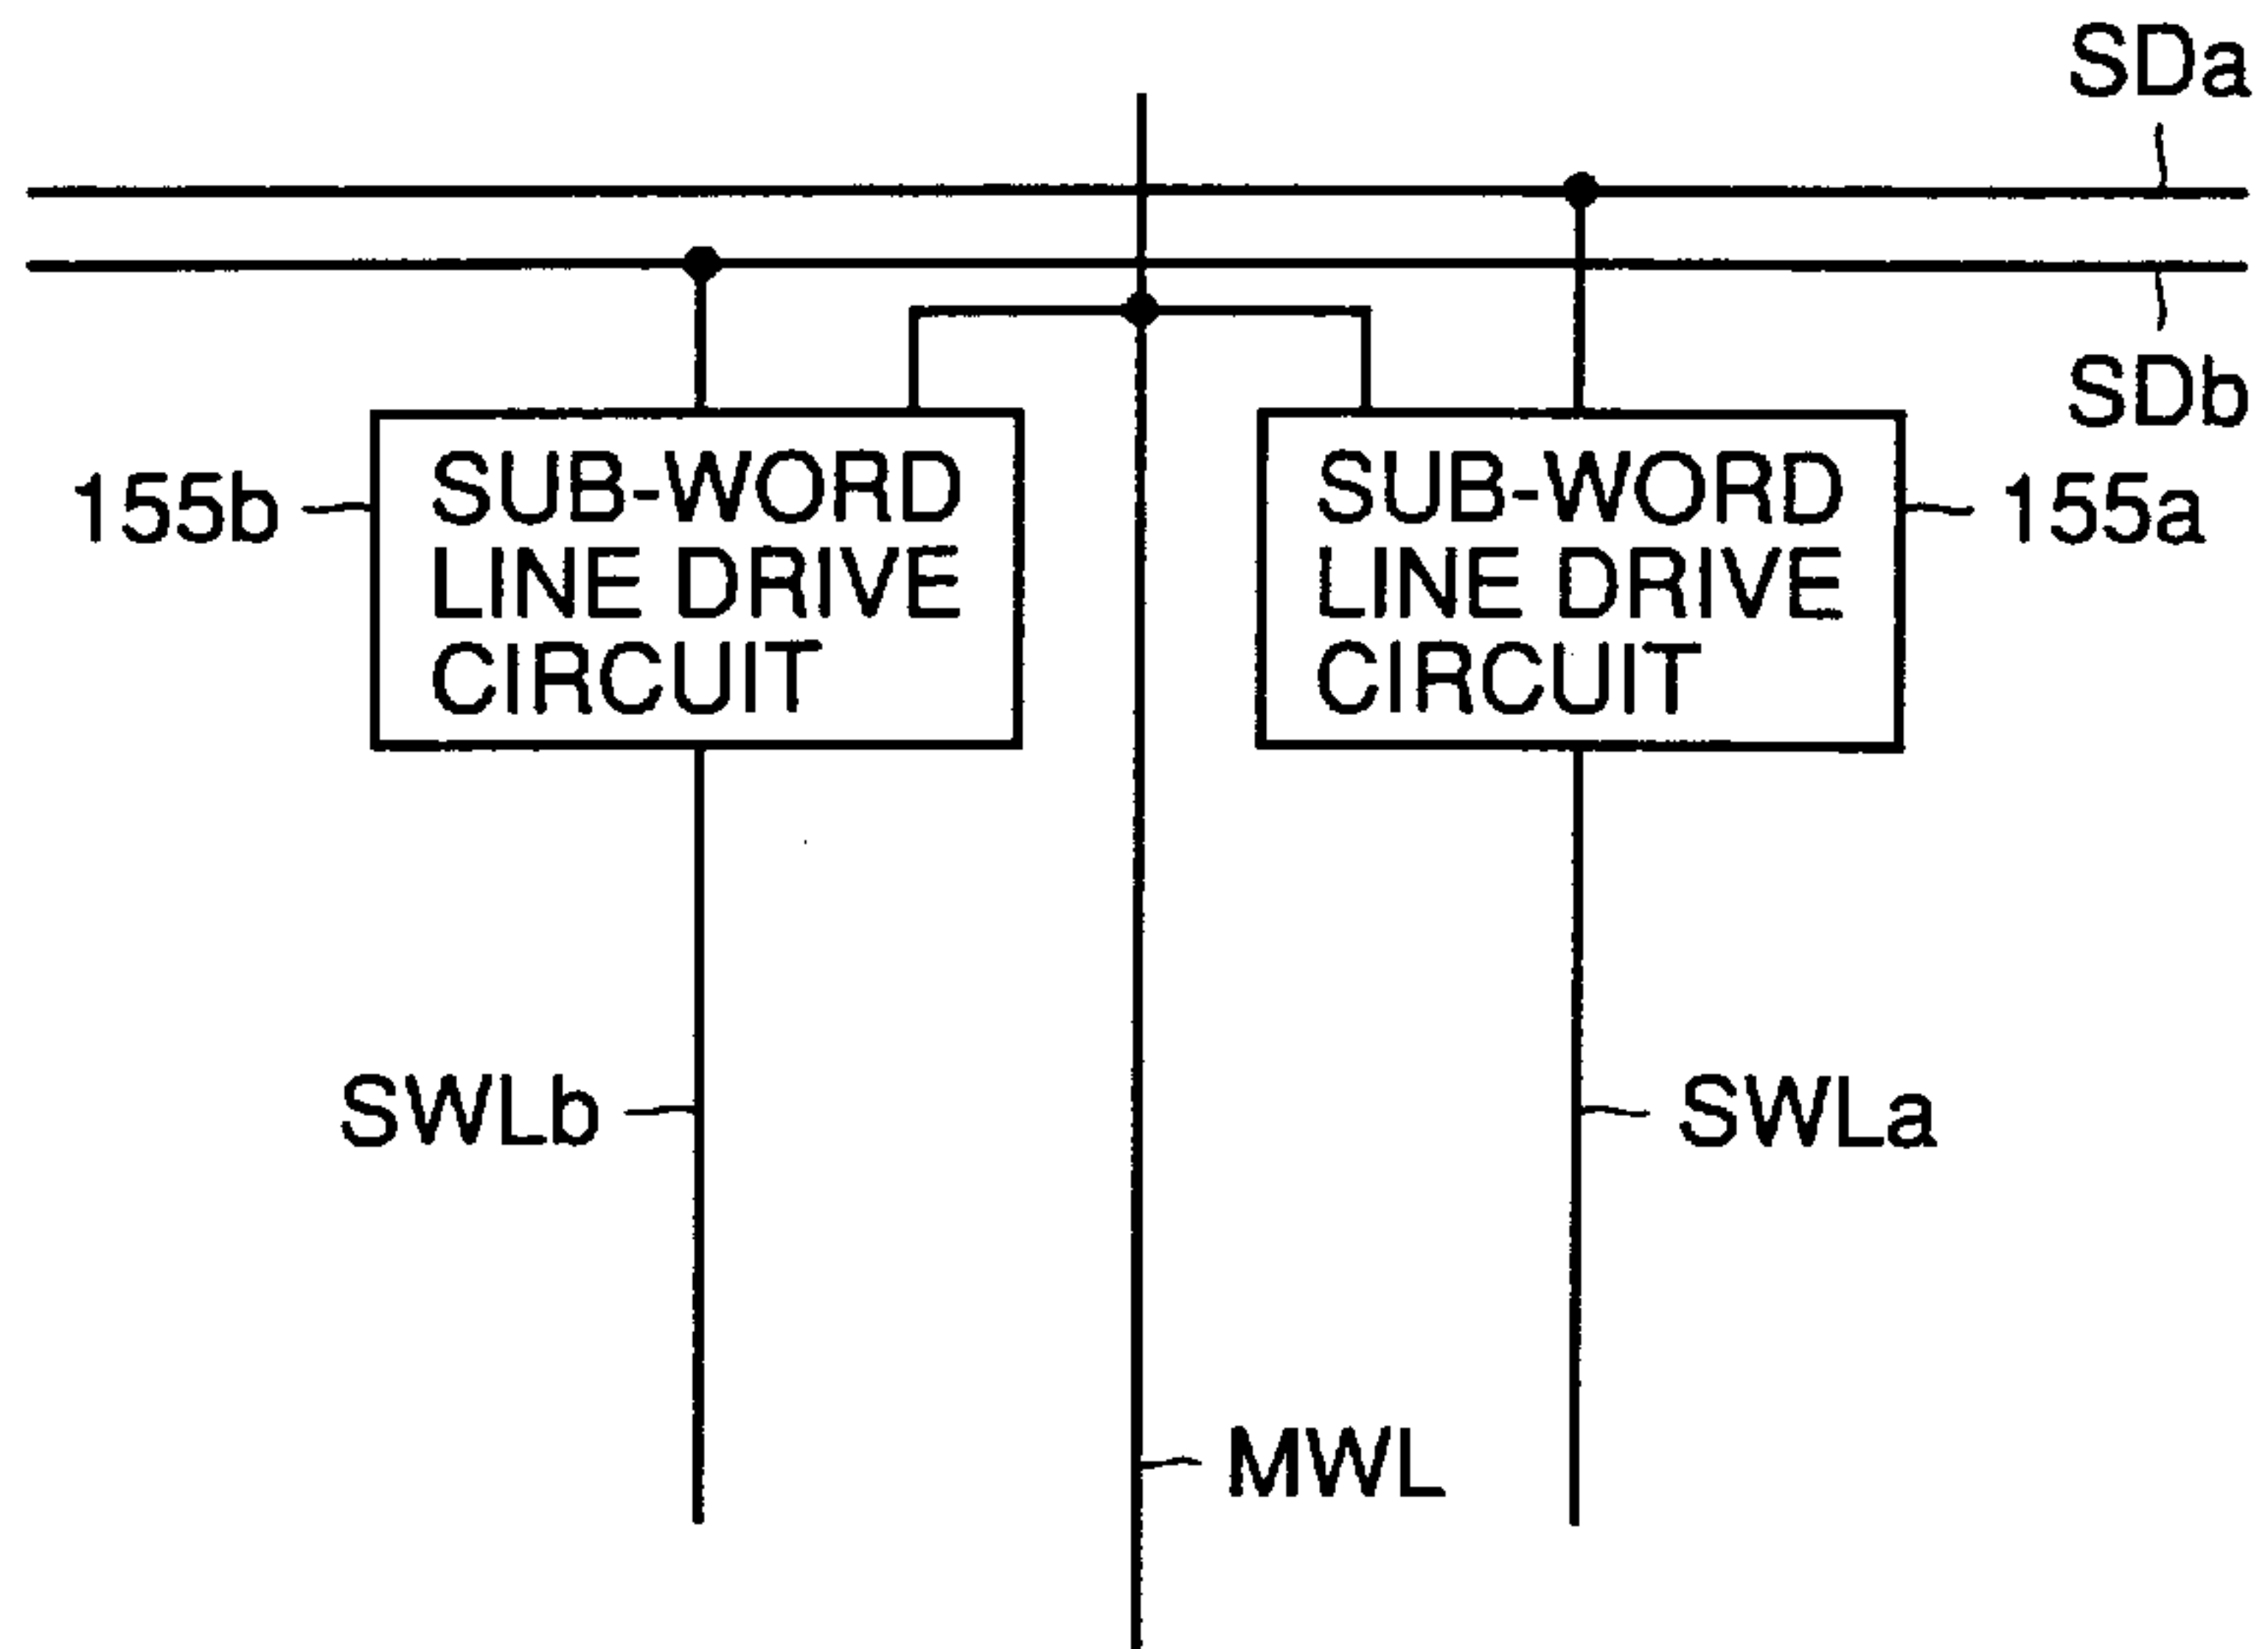 SDa
SDb
155b
SUB-WORD
LINE DRIVE
CIRCUIT
SUB-WORD
LINE DRIVE
CIRCUIT
155a
SWLb
SWLa
MWL